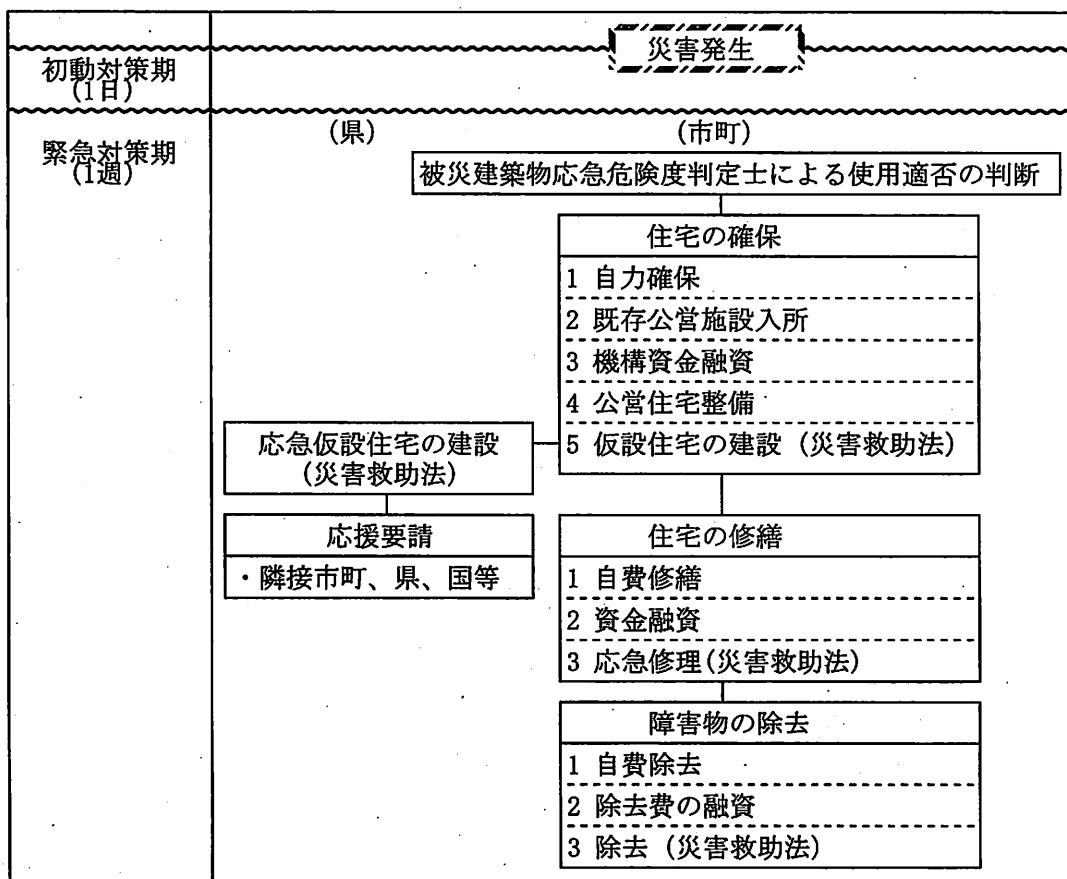 災害発生
初動対策期
(1日)
緊急対策期
(1週)
(県)
(市町)
被災建築物応急危険度判定士による使用適否の判断
住宅の確保
1 自力確保
2 既存公営施設入所
3 機構資金融資
4 公営住宅整備
5 仮設住宅の建設（災害救助法）
応急仮設住宅の建設
(災害救助法)
応援要請
・隣接市町、県、国等
住宅の修繕
1 自費修繕
2 資金融資
3 応急修理(災害救助法)
障害物の除去
1 自費除去
2 除去費の融資
3 除去（災害救助法）